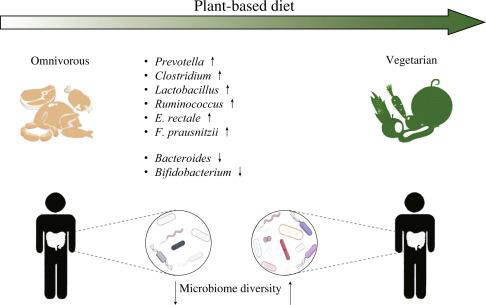 Plant-based diet
Omnivorous
Vegetarian
• Prevotella ↑
• Clostridium ↑
• Lactobacillus ↑
• Ruminococcus ↑
• E. rectale ↑
• F. prausnitzii ↑
• Bacteroides ↓
• Bifidobacterium ↓
↓ Microbiome diversity ↑